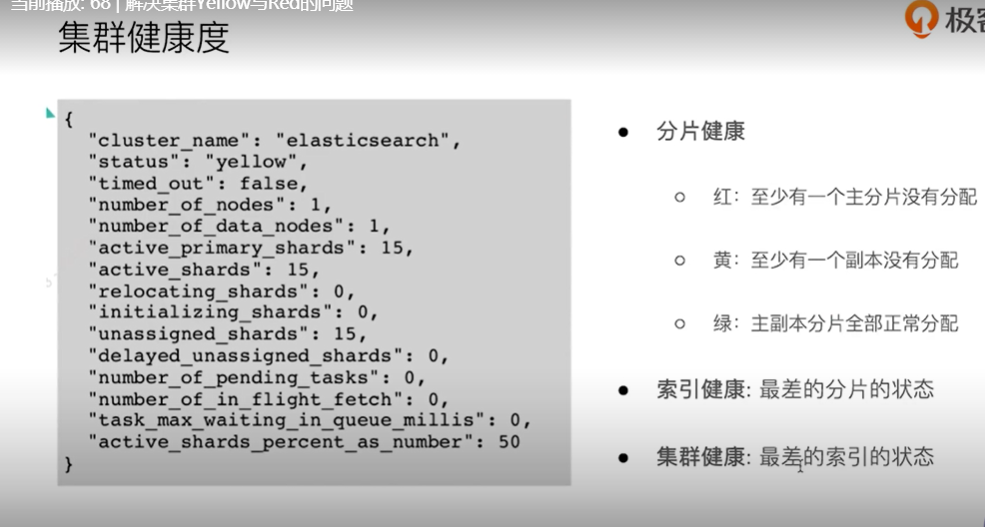 当前播放: 68 | 解决集群Yellow与Red的问题
极客
集群健康度
{
"cluster_name": "elasticsearch",
"status": "yellow",
"timed_out": false,
"number_of_nodes": 1,
"number_of_data_nodes": 1,
"active_primary_shards": 15,
"active_shards": 15,
"relocating_shards": 0,
"initializing_shards": 0,
"unassigned_shards": 15,
"delayed_unassigned_shards": 0,
"number_of_pending_tasks": 0,
"number_of_in_flight_fetch": 0,
"task_max_waiting_in_queue_millis": 0,
"active_shards_percent_as_number": 50
}
● 分片健康
○ 红：至少有一个主分片没有分配
○ 黄：至少有一个副本没有分配
○ 绿：主副本分片全部正常分配
● 索引健康: 最差的分片的状态
● 集群健康: 最差的索引的状态